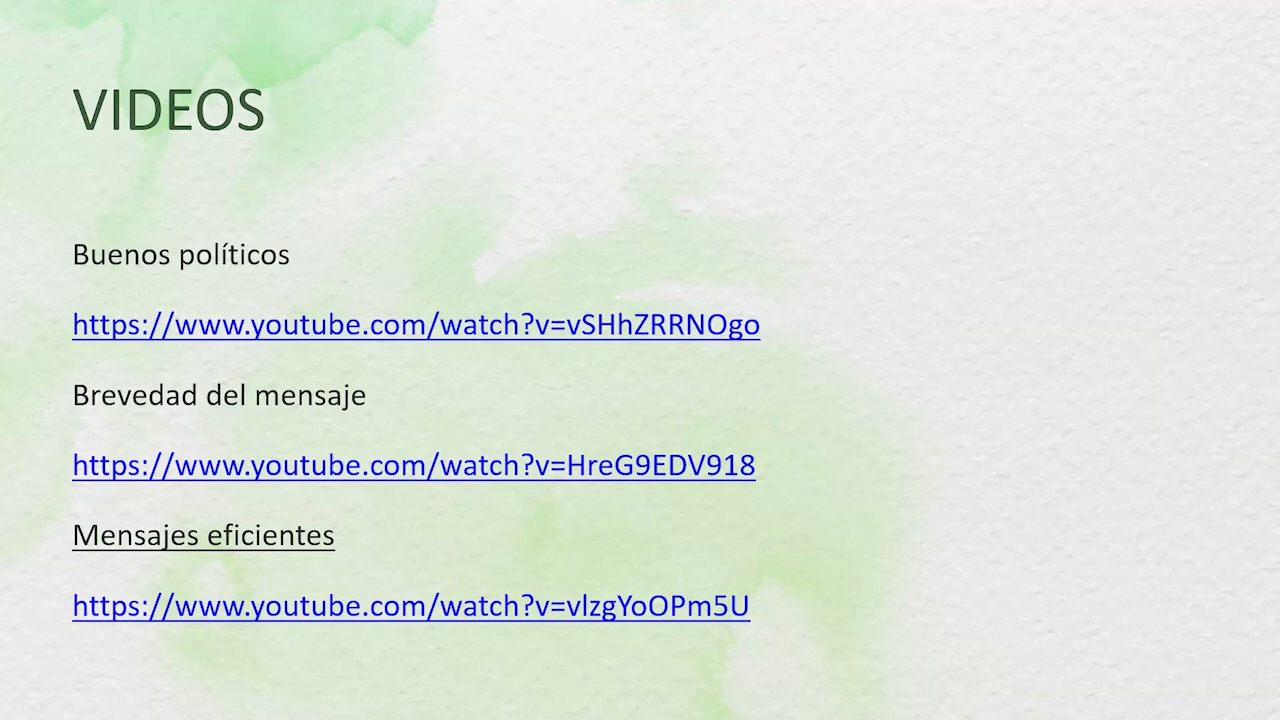 VIDEOS
Buenos políticos
https://www.youtube.com/watch?v=vSHhZRRNOgo
Brevedad del mensaje
https://www.youtube.com/watch?v=HreG9EDV918
Mensajes eficientes
https://www.youtube.com/watch?v=vlzgYoOPm5U